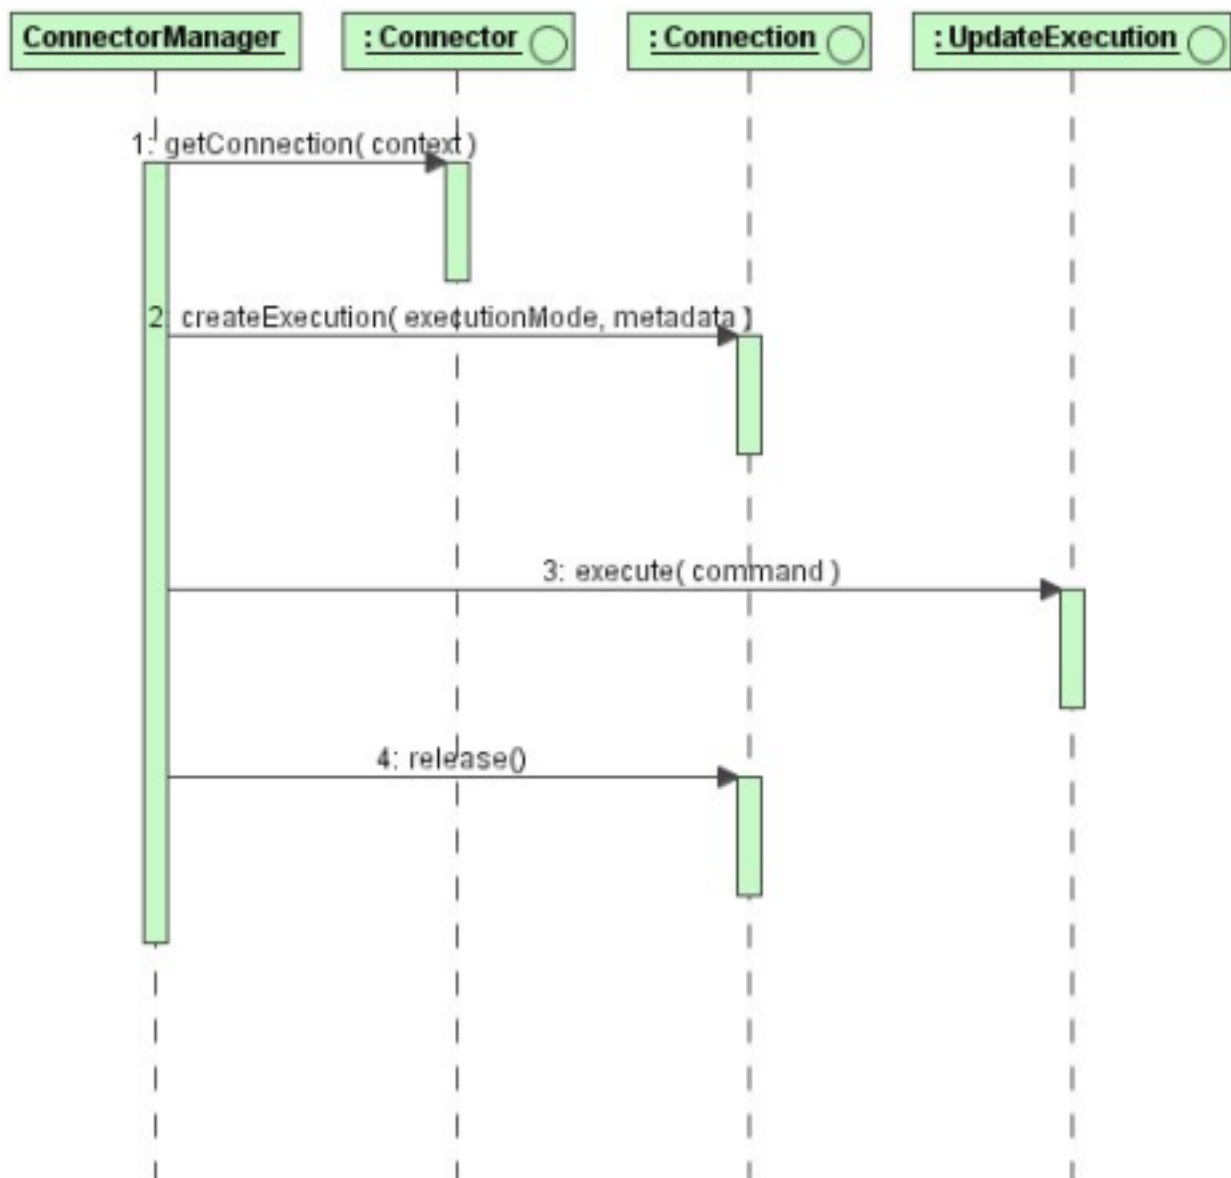 ConnectorManager
: Connector
: Connection
: UpdateExecution
1: getConnection( context )
2 createExecution( executionMode, metadata )
3: execute( command )
4: release()